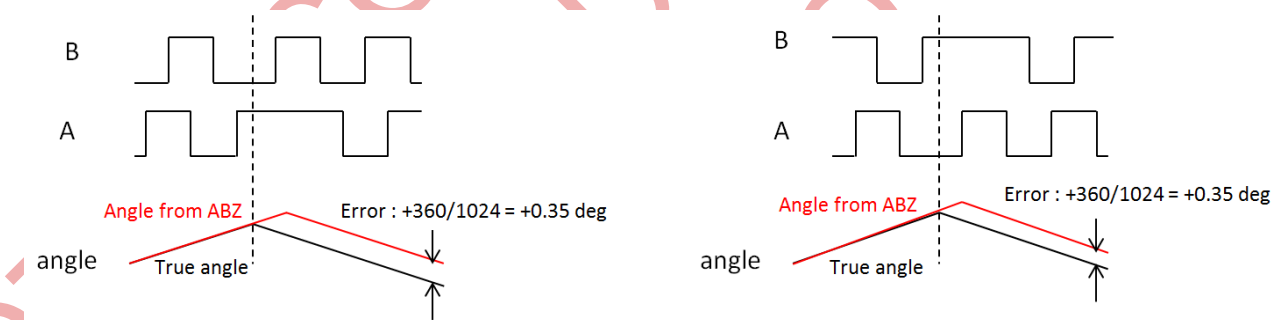 B
A
Angle from ABZ
Error : +360/1024 = +0.35 deg
angle
True angle
B
A
Error : +360/1024 = +0.35 deg
Angle from ABZ
angle
True angle